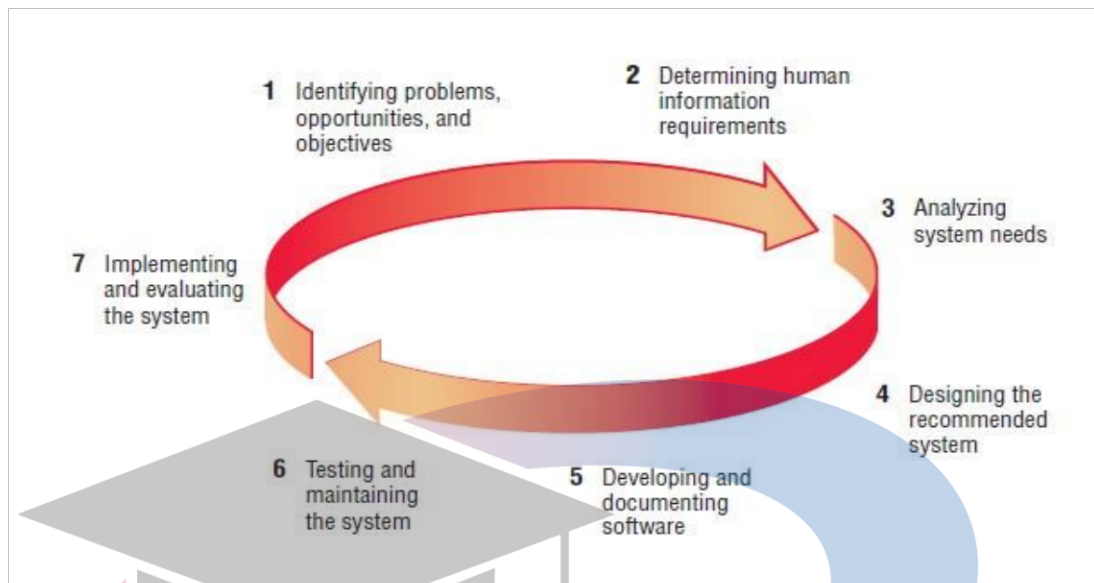 1 Identifying problems,
opportunities, and
objectives
2 Determining human
information
requirements
3 Analyzing
system needs
4 Designing the
recommended
system
5 Developing and
documenting
software
6 Testing and
maintaining
the system
7 Implementing
and evaluating
the system